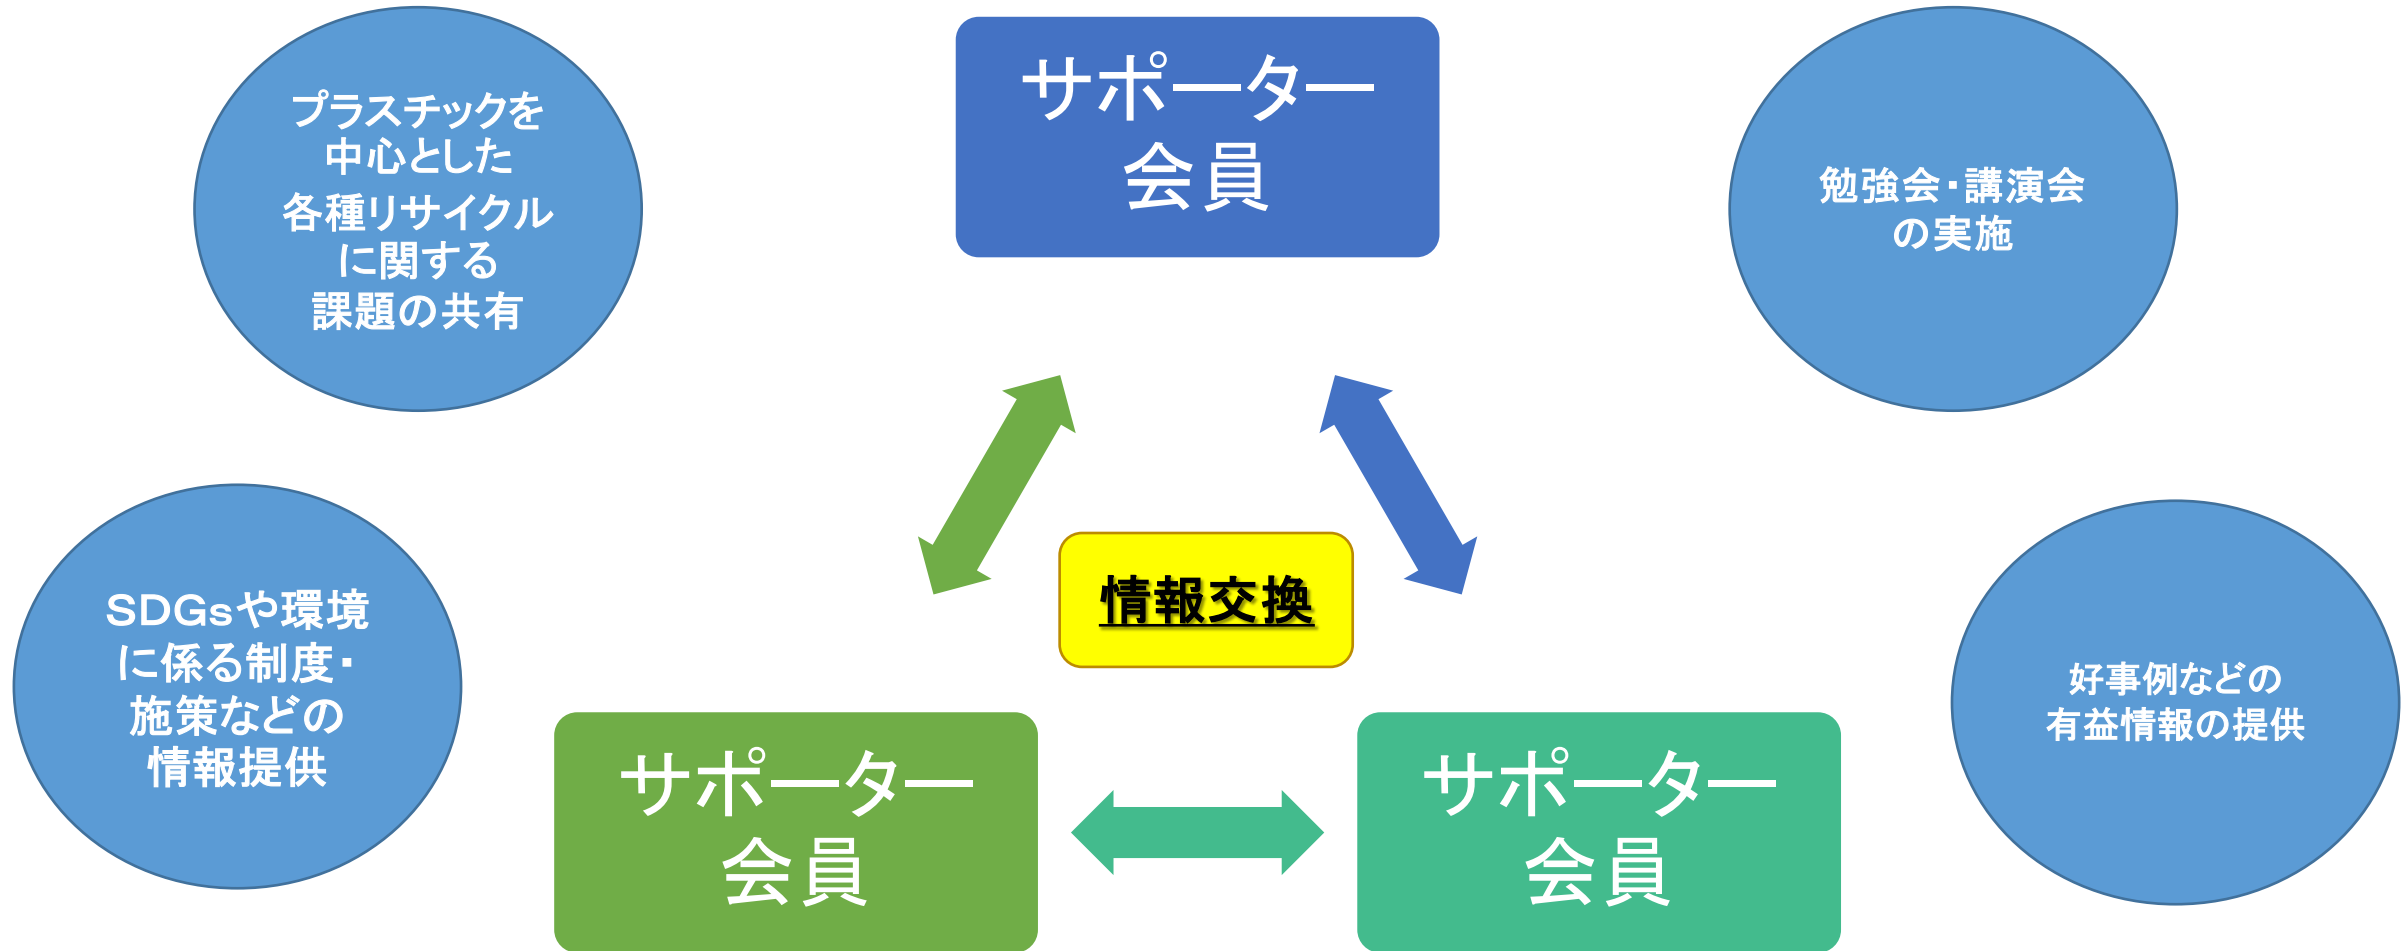 プラスチックを
中心とした
各種リサイクル
に関する
課題の共有
サポーター
会員
勉強会・講演会
の実施
SDGsや環境
に係る制度・
施策などの
情報提供
情報交換
好事例などの
有益情報の提供
サポーター
会員
サポーター
会員